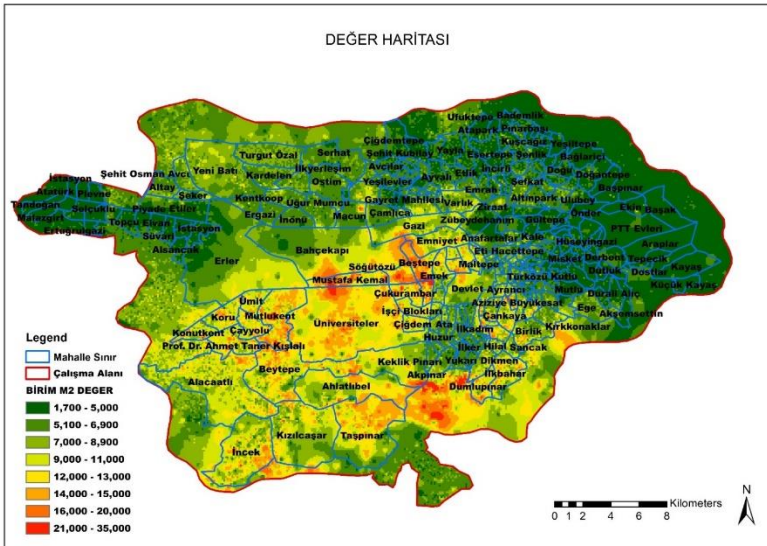 DEĞER HARİTASI
Ufuktepe Bademlik
Atapark Pınarbaşı
Kuşcağız Yeşiltepe
Çiğdemtepe
Şehit Kubilay Yayla
Esertepe Şenlik
Bağlariçi
Turgut Özal
Serhat
Avcılar
Etlik İncirli
Doğu
Yeni Batı
Kardelen
İlkyerleşim
Yeşilevler
Ayvalı
Şefkat
Doğantepe
Şehit Osman Avcı
Altay
Ostim
Emrah
Başpınar
İstasyon
Şeker
Kentkoop
Uğur Mumcu
Gayret Mahallesi
Varlık
Ziraat
Altınpark Ulubey
Ekin Başak
Atatürk
Plevne
Piyade Etiler
Ergazi
İnönü
Macun
Çamlıca
Zübeydehanım
Gültepe
Önder
Tandoğan
Selçuklu
Topçu Elvan
İstasyon
Gazi
PTT Evleri
Malazgirt
Süvari
Emniyet
Anafartalar Kale
Hüseyingazi
Araplar
Ertuğrulgazi
Alsancak
Bahçekapı
Beştepe
Eti Hacettepe
Misket
Derbent
Tepecik
Erler
Söğütözü
Maltepe
Dutluk
Dostlar
Kayaş
Mustafa Kemal
Emek
Türközü Kutlu
Küçük Kayaş
Çukurambar
Devlet Ayrancı
Mutlu
Duralı Alıç
Ümit
Aziziye Büyükesat
Ege
Akşemsettin
Koru
Mutlukent
Üniversiteler
İşçi Blokları
Çankaya
Kırkkonaklar
Konutkent
Çayyolu
Çiğdem Ata
İlkadım
Birlik
Prof. Dr. Ahmet Taner Kışlalı
Huzur
İlker
Hilal
Sancak
Beytepe
Keklik Pınarı
Yukarı Dikmen
Alacaatlı
Ahlatlıbel
Akpınar
Dumlupınar
İlkbahar
Kızılcaşar
Taşpınar
İncek
Legend
Mahalle Sınır
Çalışma Alanı
BİRİM M2 DEGER
1,700 - 5,000
5,100 - 6,900
7,000 - 8,900
9,000 - 11,000
12,000 - 13,000
14,000 - 15,000
16,000 - 20,000
21,000 - 35,000
Kilometers
0 1 2 4 6 8
N